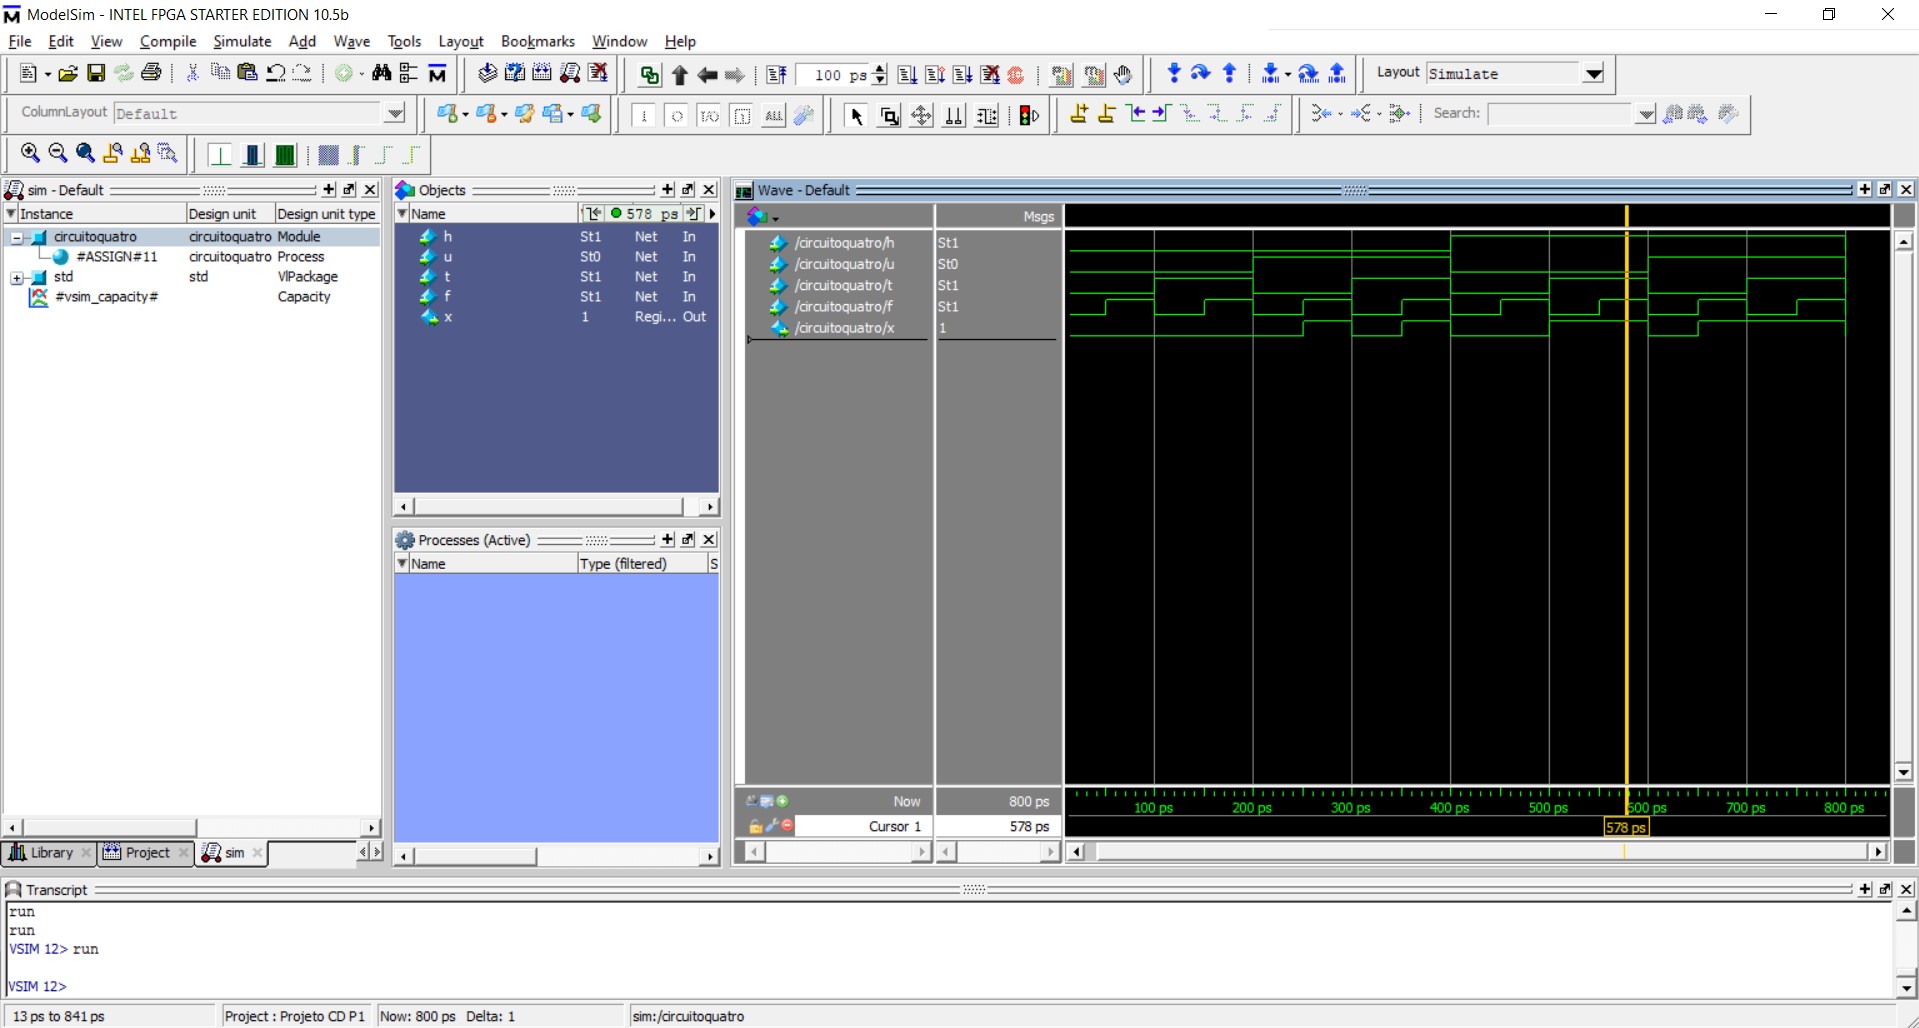 ModelSim - INTEL FPGA STARTER EDITION 10.5b
File Edit View Compile Simulate Add Wave Tools Layout Bookmarks Window Help
100 ps
Layout Simulate
ColumnLayout Default
Search:
sim - Default
Instance Design unit Design unit type
circuitoquatro circuitoquatro Module
#ASSIGN#11 circuitoquatro Process
std std VIPackage
#vsim_capacity# Capacity
Library Project sim
Objects
Name 578 ps
h St1 Net In
u St0 Net In
t St1 Net In
f St1 Net In
x 1 Regi... Out
Processes (Active)
Name Type (filtered) S
Wave - Default
Msgs
/circuitoquatro/h St1
/circuitoquatro/u St0
/circuitoquatro/t St1
/circuitoquatro/f St1
/circuitoquatro/x 1
Now 800 ps
100 ps 200 ps 300 ps 400 ps 500 ps 600 ps 700 ps 800 ps
Cursor 1 578 ps
578 ps
Transcript
run
run
VSIM 12> run
VSIM 12>
13 ps to 841 ps Project : Projeto CD P1 Now: 800 ps Delta: 1 sim:/circuitoquatro